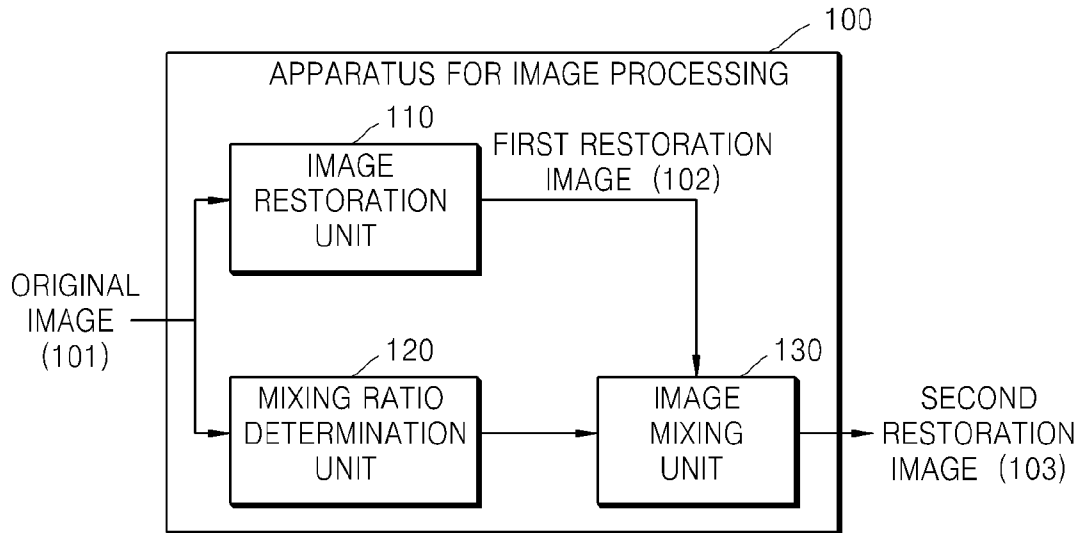 100
APPARATUS FOR IMAGE PROCESSING
110
IMAGE
RESTORATION
UNIT
FIRST RESTORATION
IMAGE (102)
ORIGINAL
IMAGE
(101)
120
MIXING RATIO
DETERMINATION
UNIT
130
IMAGE
MIXING
UNIT
SECOND
RESTORATION
IMAGE (103)